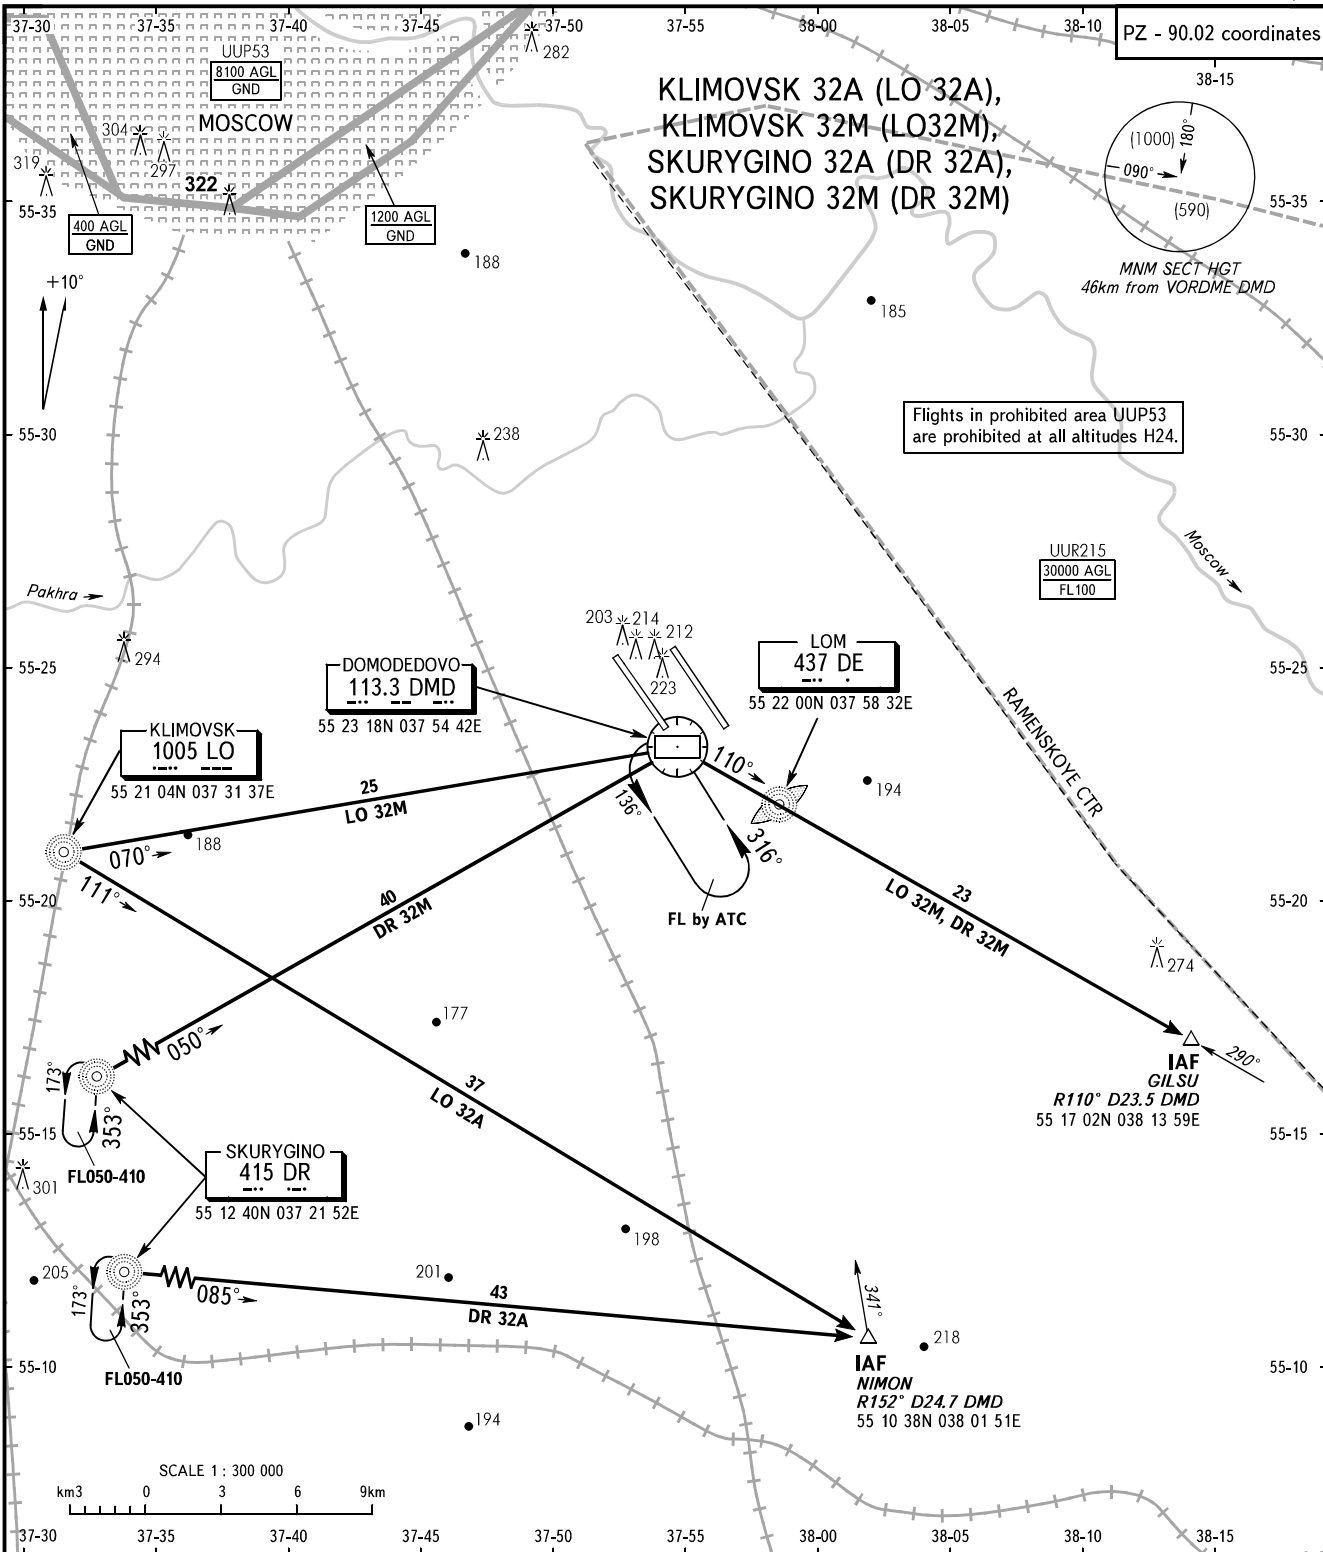 37-30
37-35
37-40
37-45
37-50
37-55
38-00
38-05
38-10
PZ - 90.02 coordinates
38-15
UUP53
8100 AGL
GND
MOSCOW
282
304
297
319
322
55-35
400 AGL
GND
1200 AGL
GND
KLIMOVSK 32A (LO 32A),
KLIMOVSK 32M (LO32M),
SKURYGINO 32A (DR 32A),
SKURYGINO 32M (DR 32M)
(1000)
180°
090°
(590)
55-35
MNM SECT HGT
46km from VORDME DMD
188
+10°
185
Flights in prohibited area UUP53
are prohibited at all altitudes H24.
55-30
238
55-30
UUR215
30000 AGL
FL100
Moscow
Pakhra
203
214
212
223
294
55-25
55-25
DOMODEDOVO
113.3 DMD
55 23 18N 037 54 42E
LOM
437 DE
55 22 00N 037 58 32E
RAMENSKOYE CTR
KLIMOVSK
1005 LO
55 21 04N 037 31 37E
25
LO 32M
110°
194
136°
316°
188
070°
111°
55-20
40
DR 32M
FL by ATC
23
LO 32M, DR 32M
55-20
274
177
050°
173°
353°
37
LO 32A
290°
IAF
GILSU
R110° D23.5 DMD
55 17 02N 038 13 59E
55-15
55-15
FL050-410
301
SKURYGINO
415 DR
55 12 40N 037 21 52E
198
205
201
173°
353°
085°
43
DR 32A
341°
218
55-10
FL050-410
IAF
NIMON
R152° D24.7 DMD
55 10 38N 038 01 51E
55-10
194
SCALE 1 : 300 000
km3 0 3 6 9km
37-30
37-35
37-40
37-45
37-50
37-55
38-00
38-05
38-10
38-15